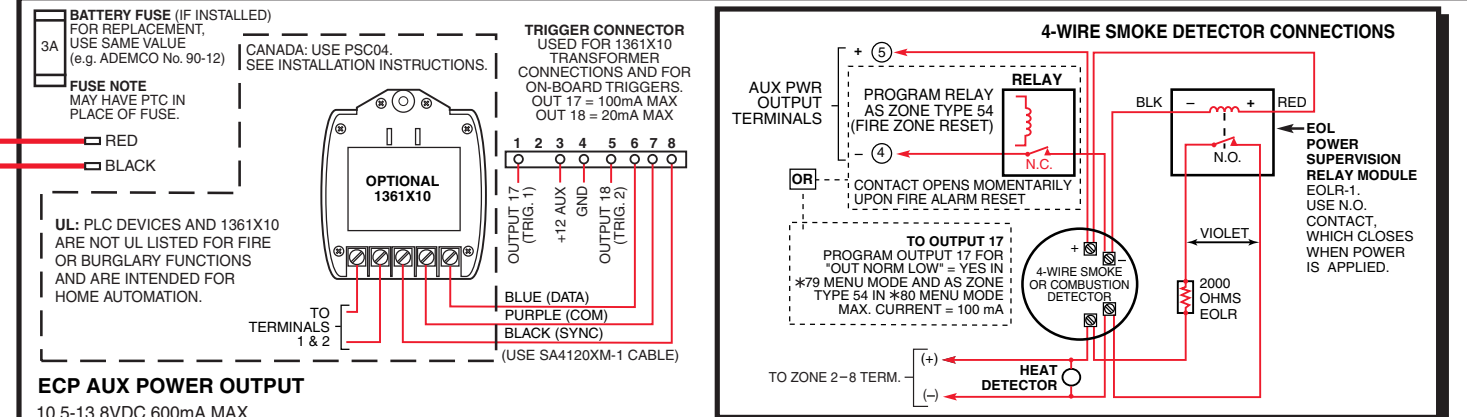 3A
BATTERY FUSE (IF INSTALLED)
FOR REPLACEMENT,
USE SAME VALUE
(e.g. ADEMCO No. 90-12)
FUSE NOTE
MAY HAVE PTC IN
PLACE OF FUSE.
RED
BLACK
CANADA: USE PSC04.
SEE INSTALLATION INSTRUCTIONS.
OPTIONAL
1361X10
UL: PLC DEVICES AND 1361X10
ARE NOT UL LISTED FOR FIRE
OR BURGLARY FUNCTIONS
AND ARE INTENDED FOR
HOME AUTOMATION.
TO
TERMINALS
1 & 2
TRIGGER CONNECTOR
USED FOR 1361X10
TRANSFORMER
CONNECTIONS AND FOR
ON-BOARD TRIGGERS.
OUT 17 = 100mA MAX
OUT 18 = 20mA MAX
1 2 3 4 5 6 7 8
OUTPUT 17
(TRIG. 1)
+12 AUX
GND
OUTPUT 18
(TRIG. 2)
BLUE (DATA)
PURPLE (COM)
BLACK (SYNC)
(USE SA4120XM-1 CABLE)
ECP AUX POWER OUTPUT
10.5-13.8VDC 600mA MAX
4-WIRE SMOKE DETECTOR CONNECTIONS
AUX PWR
OUTPUT
TERMINALS
+ 5
– 4
RELAY
PROGRAM RELAY
AS ZONE TYPE 54
(FIRE ZONE RESET)
N.C.
CONTACT OPENS MOMENTARILY
UPON FIRE ALARM RESET
OR
TO OUTPUT 17
PROGRAM OUTPUT 17 FOR
"OUT NORM LOW" = YES IN
*79 MENU MODE AND AS ZONE
TYPE 54 IN *80 MENU MODE
MAX. CURRENT = 100 mA
+ –
4-WIRE SMOKE
OR COMBUSTION
DETECTOR
BLK – + RED
N.O.
EOL
POWER
SUPERVISION
RELAY MODULE
EOLR-1.
USE N.O.
CONTACT,
WHICH CLOSES
WHEN POWER
IS APPLIED.
VIOLET
2000
OHMS
EOLR
TO ZONE 2–8 TERM.
(+)
(–)
HEAT
DETECTOR